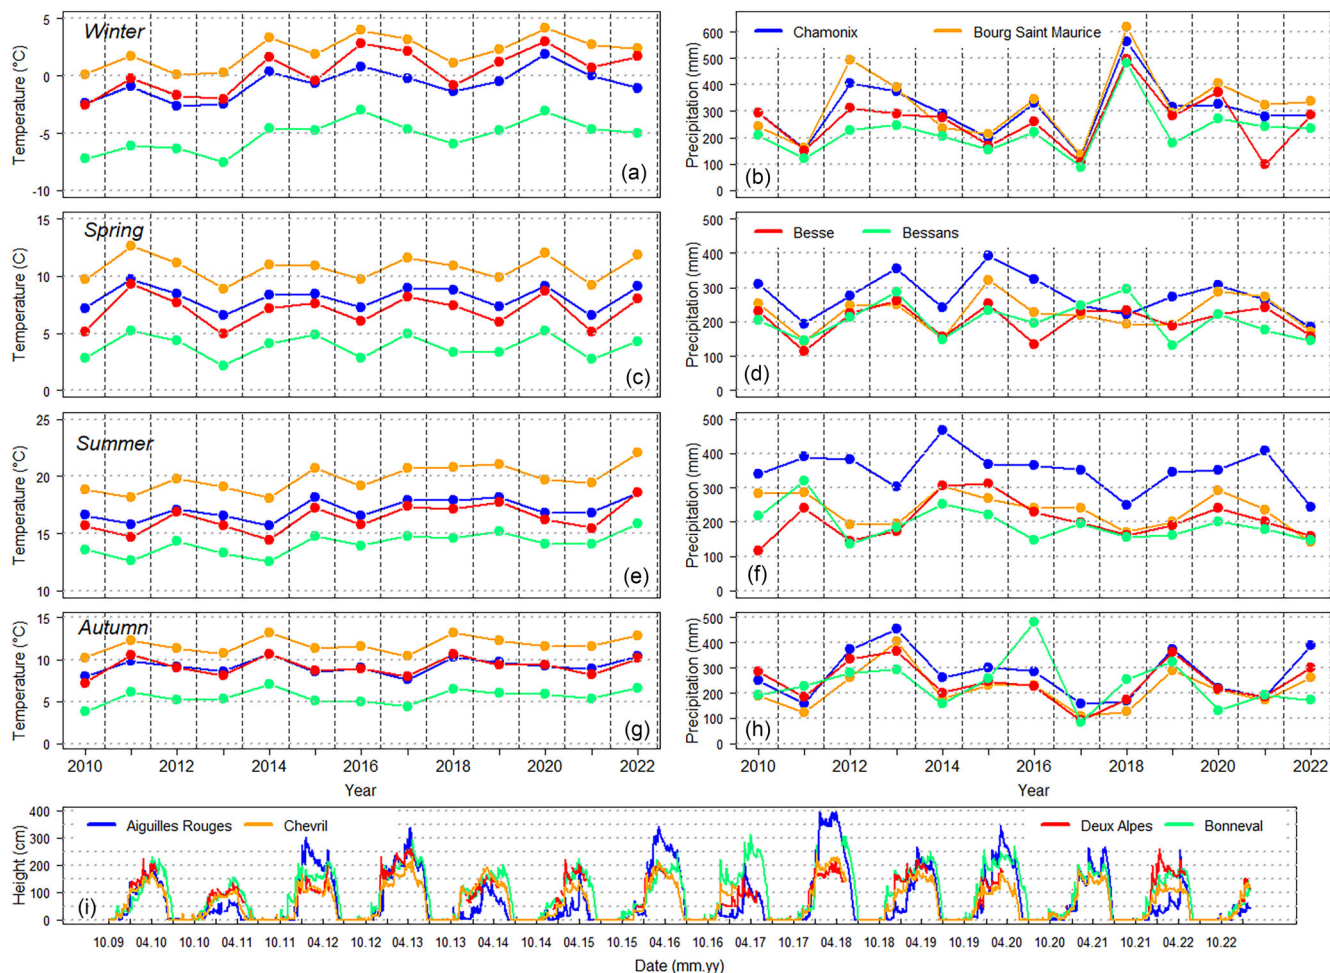 Winter
Temperature (°C)
5
0
-5
-10
(a)
Chamonix
Bourg Saint Maurice
Precipitation (mm)
600
500
400
300
200
100
0
(b)
Spring
Temperature (C)
15
10
5
0
(c)
Besse
Bessans
Precipitation (mm)
500
400
300
200
100
0
(d)
Summer
Temperature (°C)
25
20
15
10
(e)
Precipitation (mm)
500
400
300
200
100
0
(f)
Autumn
Temperature (°C)
15
10
5
0
(g)
2010 2012 2014 2016 2018 2020 2022
Year
Precipitation (mm)
500
400
300
200
100
0
(h)
2010 2012 2014 2016 2018 2020 2022
Year
Aiguilles Rouges
Chevril
Deux Alpes
Bonneval
Height (cm)
400
300
200
100
0
(i)
10.09 04.10 10.10 04.11 10.11 04.12 10.12 04.13 10.13 04.14 10.14 04.15 10.15 04.16 10.16 04.17 10.17 04.18 10.18 04.19 10.19 04.20 10.20 04.21 10.21 04.22 10.22
Date (mm.yy)